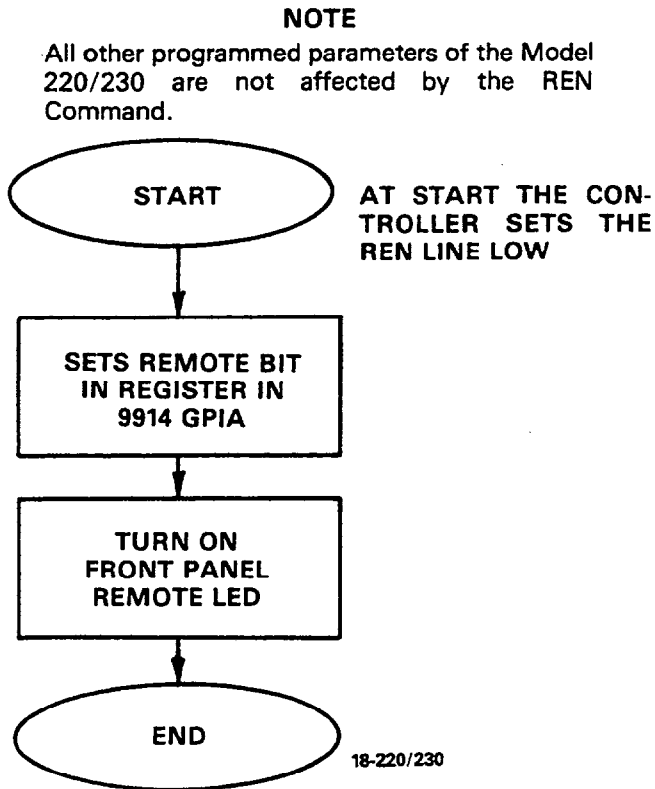 NOTE
All other programmed parameters of the Model
220/230 are not affected by the REN
Command.
START
AT START THE CON-
TROLLER SETS THE
REN LINE LOW
SETS REMOTE BIT
IN REGISTER IN
9914 GPIA
TURN ON
FRONT PANEL
REMOTE LED
END
18-220/230